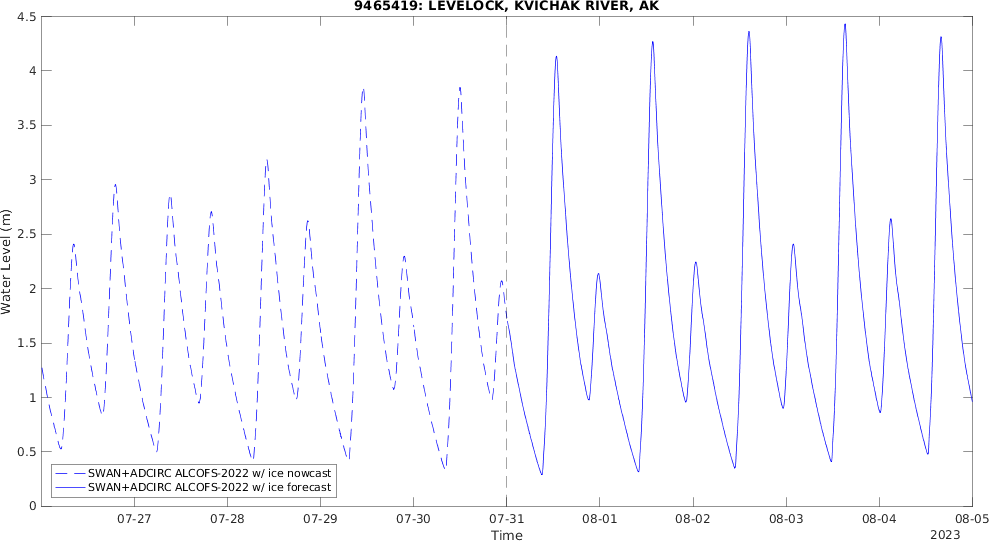 9465419: LEVELOCK, KVICHAK RIVER, AK
4.5
4
3.5
3
2.5
2
1.5
1
0.5
0
Water Level (m)
SWAN+ADCIRC ALCOFS-2022 w/ ice nowcast
SWAN+ADCIRC ALCOFS-2022 w/ ice forecast
07-27 07-28 07-29 07-30 07-31 08-01 08-02 08-03 08-04 08-05
Time
2023